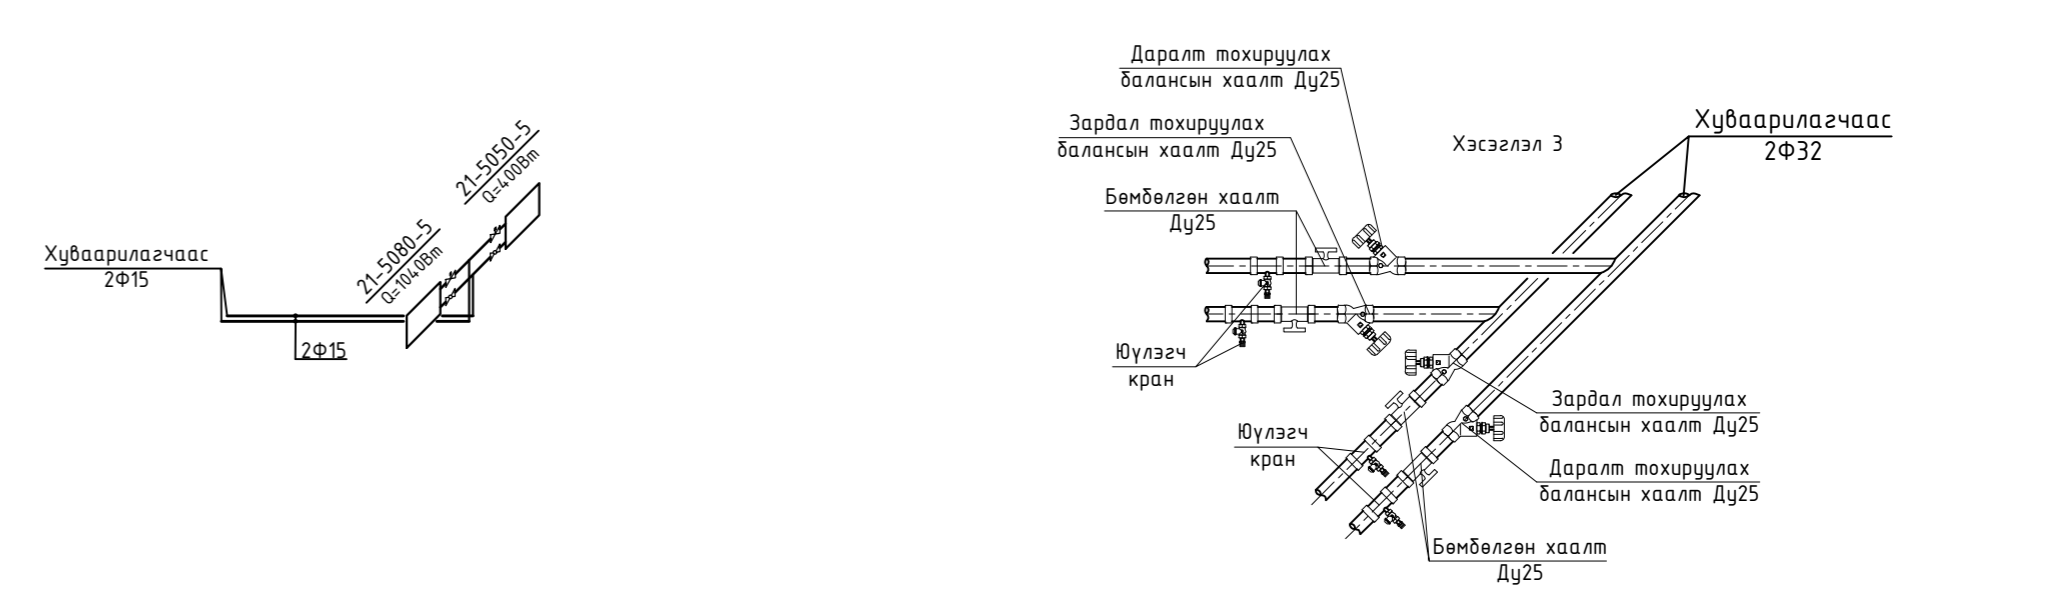 Хуваарилагчаас
2Ф15
21-5080-5
Q=1040Вт
21-5050-5
Q=400Вт
2Ф15
Даралт тохируулах
балансын хаалт Ду25
Зардал тохируулах
балансын хаалт Ду25
Бөмбөлгөн хаалт
Ду25
Юүлэгч
кран
Хэсэглэл 3
Хуваарилагчаас
2Ф32
Юүлэгч
кран
Зардал тохируулах
балансын хаалт Ду25
Даралт тохируулах
балансын хаалт Ду25
Бөмбөлгөн хаалт
Ду25